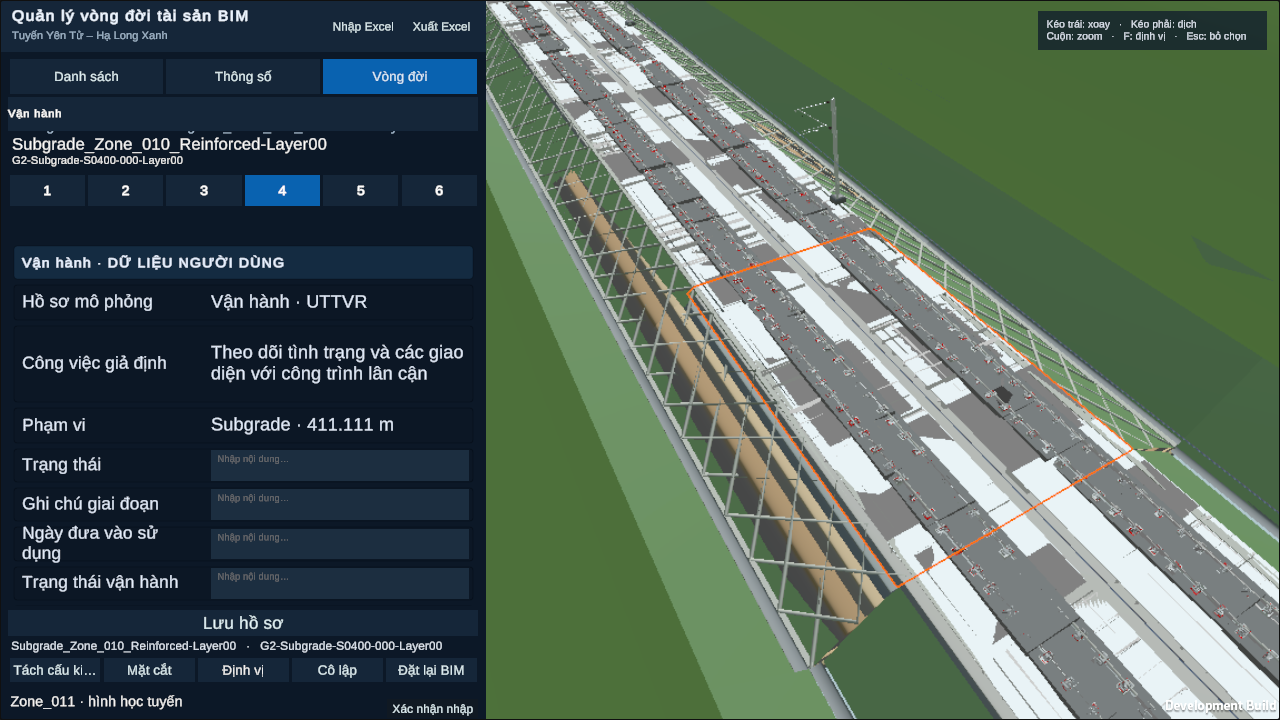 Quản lý vòng đời tài sản BIM
Tuyến Yên Tử – Hạ Long Xanh
Nhập Excel
Xuất Excel
Danh sách
Thông số
Vòng đời
Vận hành
Subgrade_Zone_010_Reinforced-Layer00
G2-Subgrade-S0400-000-Layer00
1
2
3
4
5
6
Vận hành · DỮ LIỆU NGƯỜI DÙNG
Hồ sơ mô phỏng
Vận hành · UTTVR
Công việc giả định
Theo dõi tình trạng và các giao
diện với công trình lân cận
Phạm vi
Subgrade · 411.111 m
Trạng thái
Nhập nội dung...
Ghi chú giai đoạn
Nhập nội dung...
Ngày đưa vào sử
dụng
Nhập nội dung...
Trạng thái vận hành
Nhập nội dung...
Lưu hồ sơ
Subgrade_Zone_010_Reinforced-Layer00 · G2-Subgrade-S0400-000-Layer00
Tách cấu ki...
Mặt cắt
Định vị
Cô lập
Đặt lại BIM
Zone_011 · hình học tuyến
Xác nhận nhập
Kéo trái: xoay · Kéo phải: dịch
Cuộn: zoom · F: định vị · Esc: bỏ chọn
Development Build